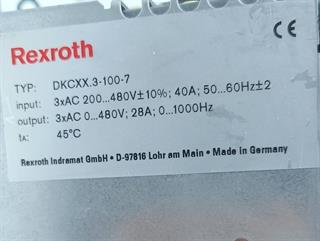 Rexroth
CE
TYP: DKCXX.3-100-7
input: 3xAC 200...480V±10%; 40A; 50...60Hz±2
output: 3xAC 0...480V; 28A; 0...1000Hz
tA: 45°C
Rexroth Indramat GmbH • D-97816 Lohr am Main • Made in Germany